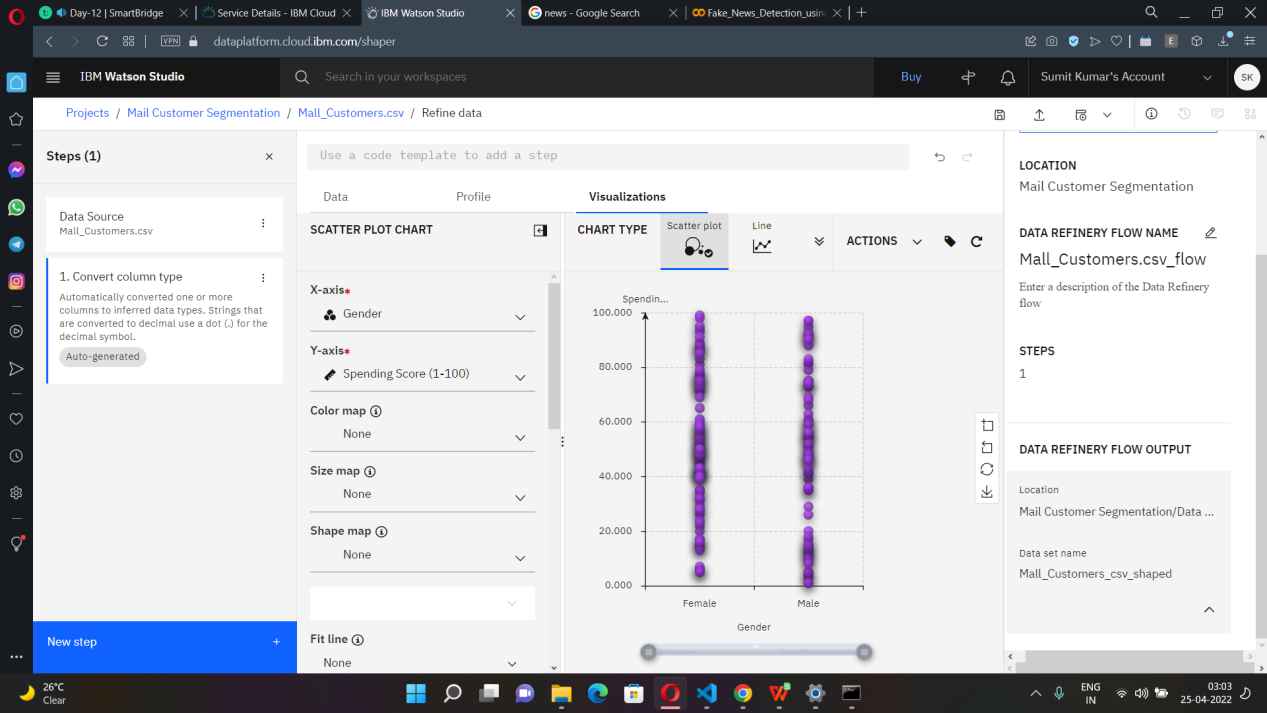 Day-12 | SmartBridge
Service Details - IBM Cloud
IBM Watson Studio
news - Google Search
Fake_News_Detection_usin
VPN
dataplatform.cloud.ibm.com/shaper
E
IBM Watson Studio
Search in your workspaces
Buy
Sumit Kumar's Account
SK
Projects / Mail Customer Segmentation / Mall_Customers.csv / Refine data
Steps (1)
Data Source
Mall_Customers.csv
1. Convert column type
Automatically converted one or more
columns to inferred data types. Strings that
are converted to decimal use a dot (.) for the
decimal symbol.
Auto-generated
New step +
Use a code template to add a step
Data
Profile
Visualizations
SCATTER PLOT CHART
X-axis*
Gender
Y-axis*
Spending Score (1-100)
Color map
None
Size map
None
Shape map
None
Fit line
None
CHART TYPE
Scatter plot
Line
ACTIONS
Spendin...
100.000
80.000
60.000
40.000
20.000
0.000
Female
Male
Gender
LOCATION
Mail Customer Segmentation
DATA REFINERY FLOW NAME
Mall_Customers.csv_flow
Enter a description of the Data Refinery
flow
STEPS
1
DATA REFINERY FLOW OUTPUT
Location
Mail Customer Segmentation/Data ...
Data set name
Mall_Customers_csv_shaped
26°C
Clear
ENG
IN
03:03
25-04-2022